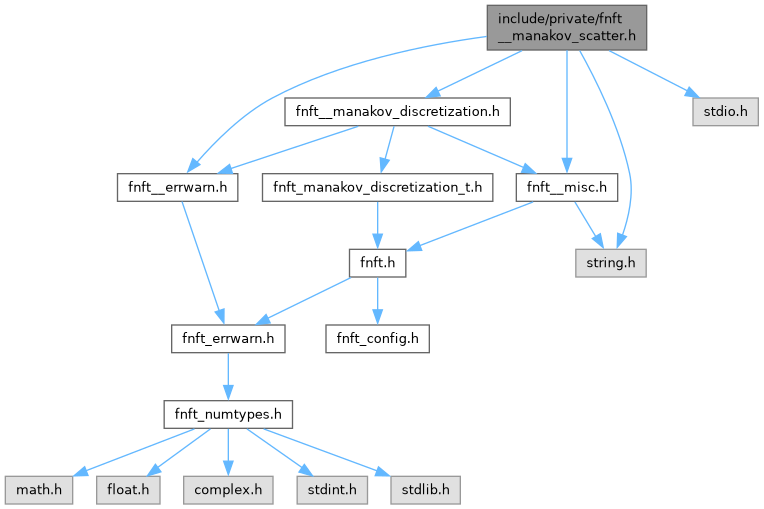 include/private/fnft
__manakov_scatter.h
fnft__manakov_discretization.h
stdio.h
fnft__errwarn.h
fnft_manakov_discretization_t.h
fnft__misc.h
fnft.h
string.h
fnft_errwarn.h
fnft_config.h
fnft_numtypes.h
math.h
float.h
complex.h
stdint.h
stdlib.h